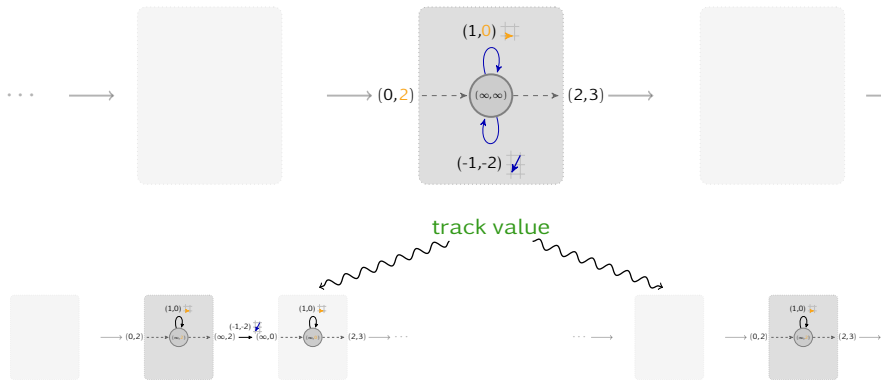 (1,0)
··· (0,2) (∞,∞) (2,3)
(-1,-2)
track value
(1,0) (1,0) (1,0)
(-1,-2)
(0,2) (∞,2) (∞,0) (2,3) ··· ··· (0,2) (2,3)